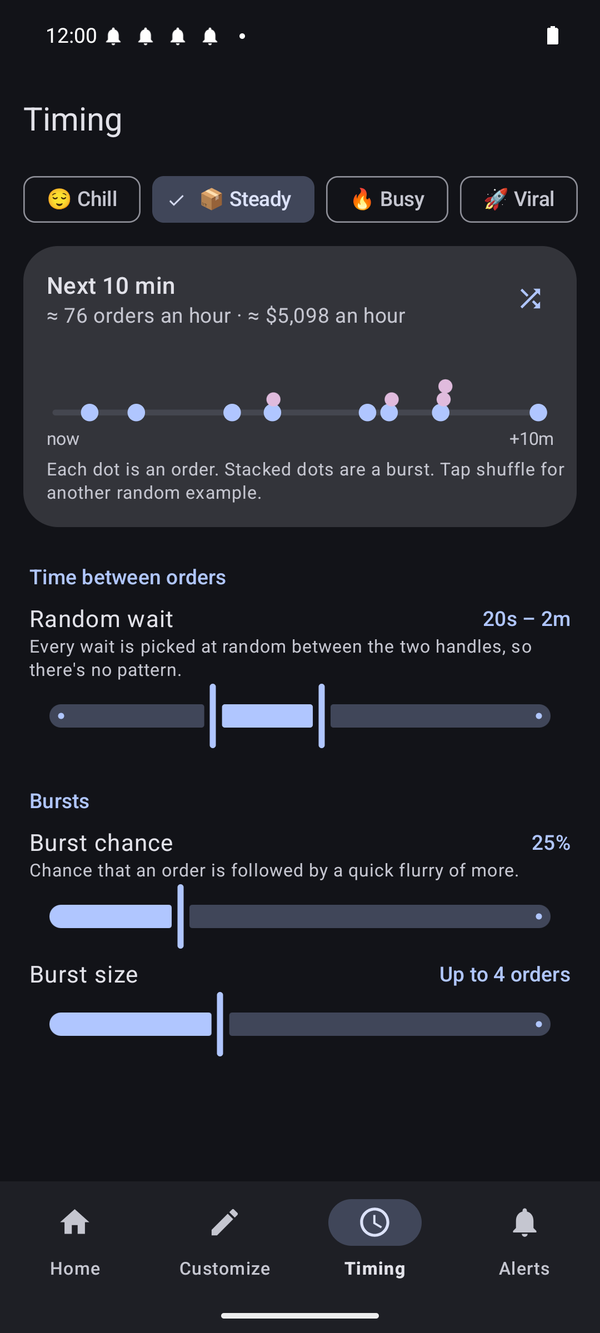 12:00
Timing
😌 Chill
📦 Steady
🔥 Busy
🚀 Viral
Next 10 min
≈ 76 orders an hour · ≈ $5,098 an hour
now
+10m
Each dot is an order. Stacked dots are a burst. Tap shuffle for
another random example.
Time between orders
Random wait
20s – 2m
Every wait is picked at random between the two handles, so
there's no pattern.
Bursts
Burst chance
25%
Chance that an order is followed by a quick flurry of more.
Burst size
Up to 4 orders
Home
Customize
Timing
Alerts